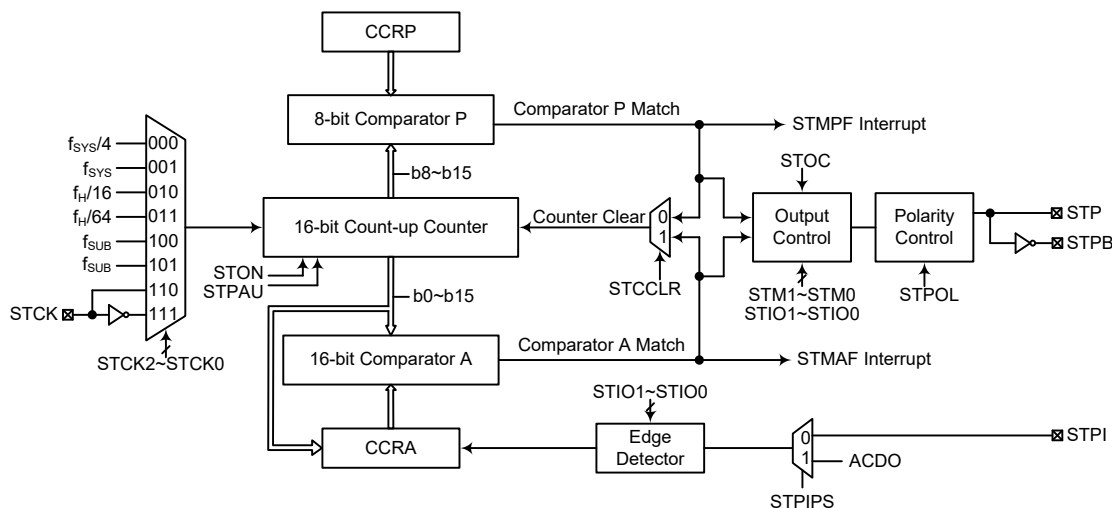 CCRP
8-bit Comparator P
Comparator P Match
STMPF Interrupt
b8~b15
fSYS/4
000
fSYS
001
fH/16
010
fH/64
011
fSUB
100
fSUB
101
110
STCK
111
STCK2~STCK0
16-bit Count-up Counter
STON
STPAU
Counter Clear
0
1
STCCLR
STOC
Output
Control
STM1~STM0
STIO1~STIO0
Polarity
Control
STPOL
STP
STPB
b0~b15
16-bit Comparator A
Comparator A Match
STMAF Interrupt
CCRA
STIO1~STIO0
Edge
Detector
0
1
STPI
ACDO
STPIPS